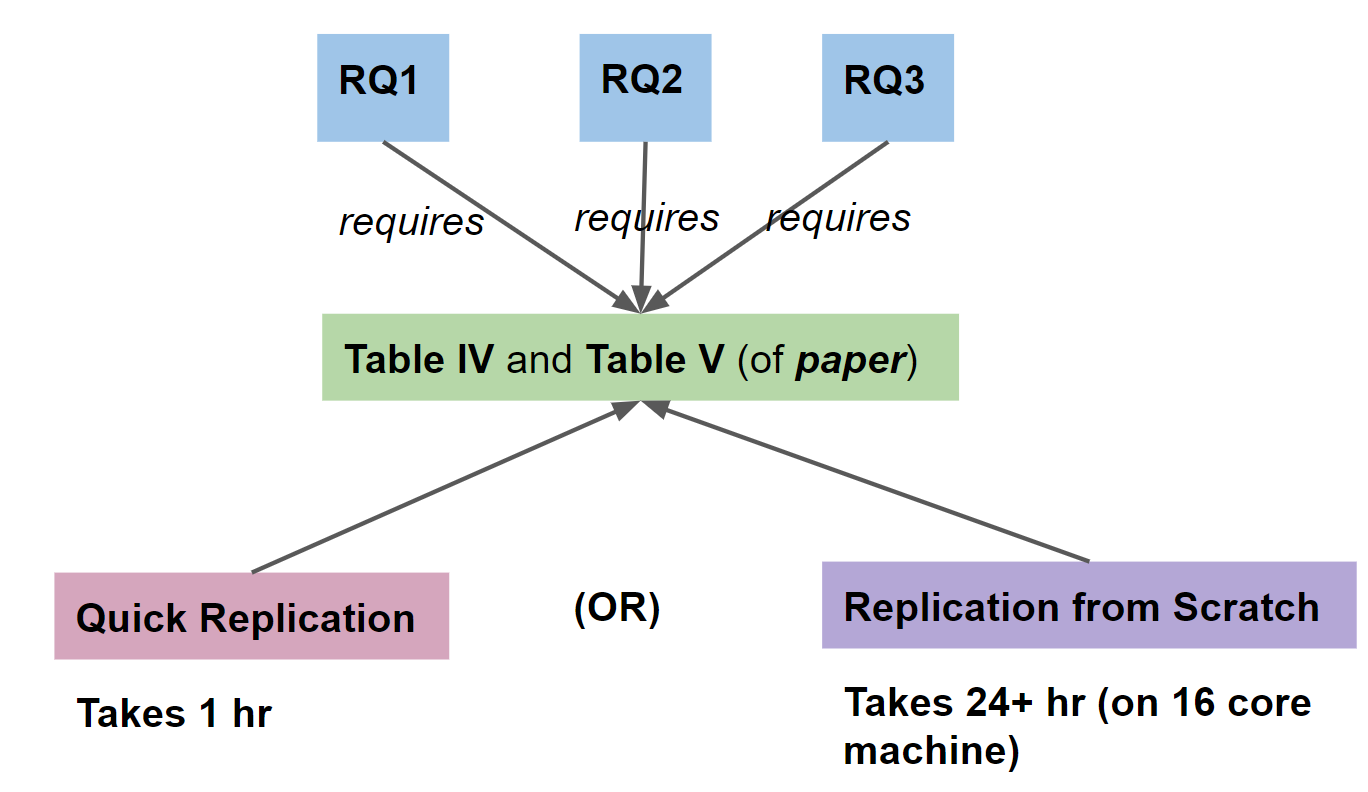 RQ1
RQ2
RQ3
requires
requires
requires
Table IV and Table V (of paper)
Quick Replication
(OR)
Replication from Scratch
Takes 1 hr
Takes 24+ hr (on 16 core
machine)